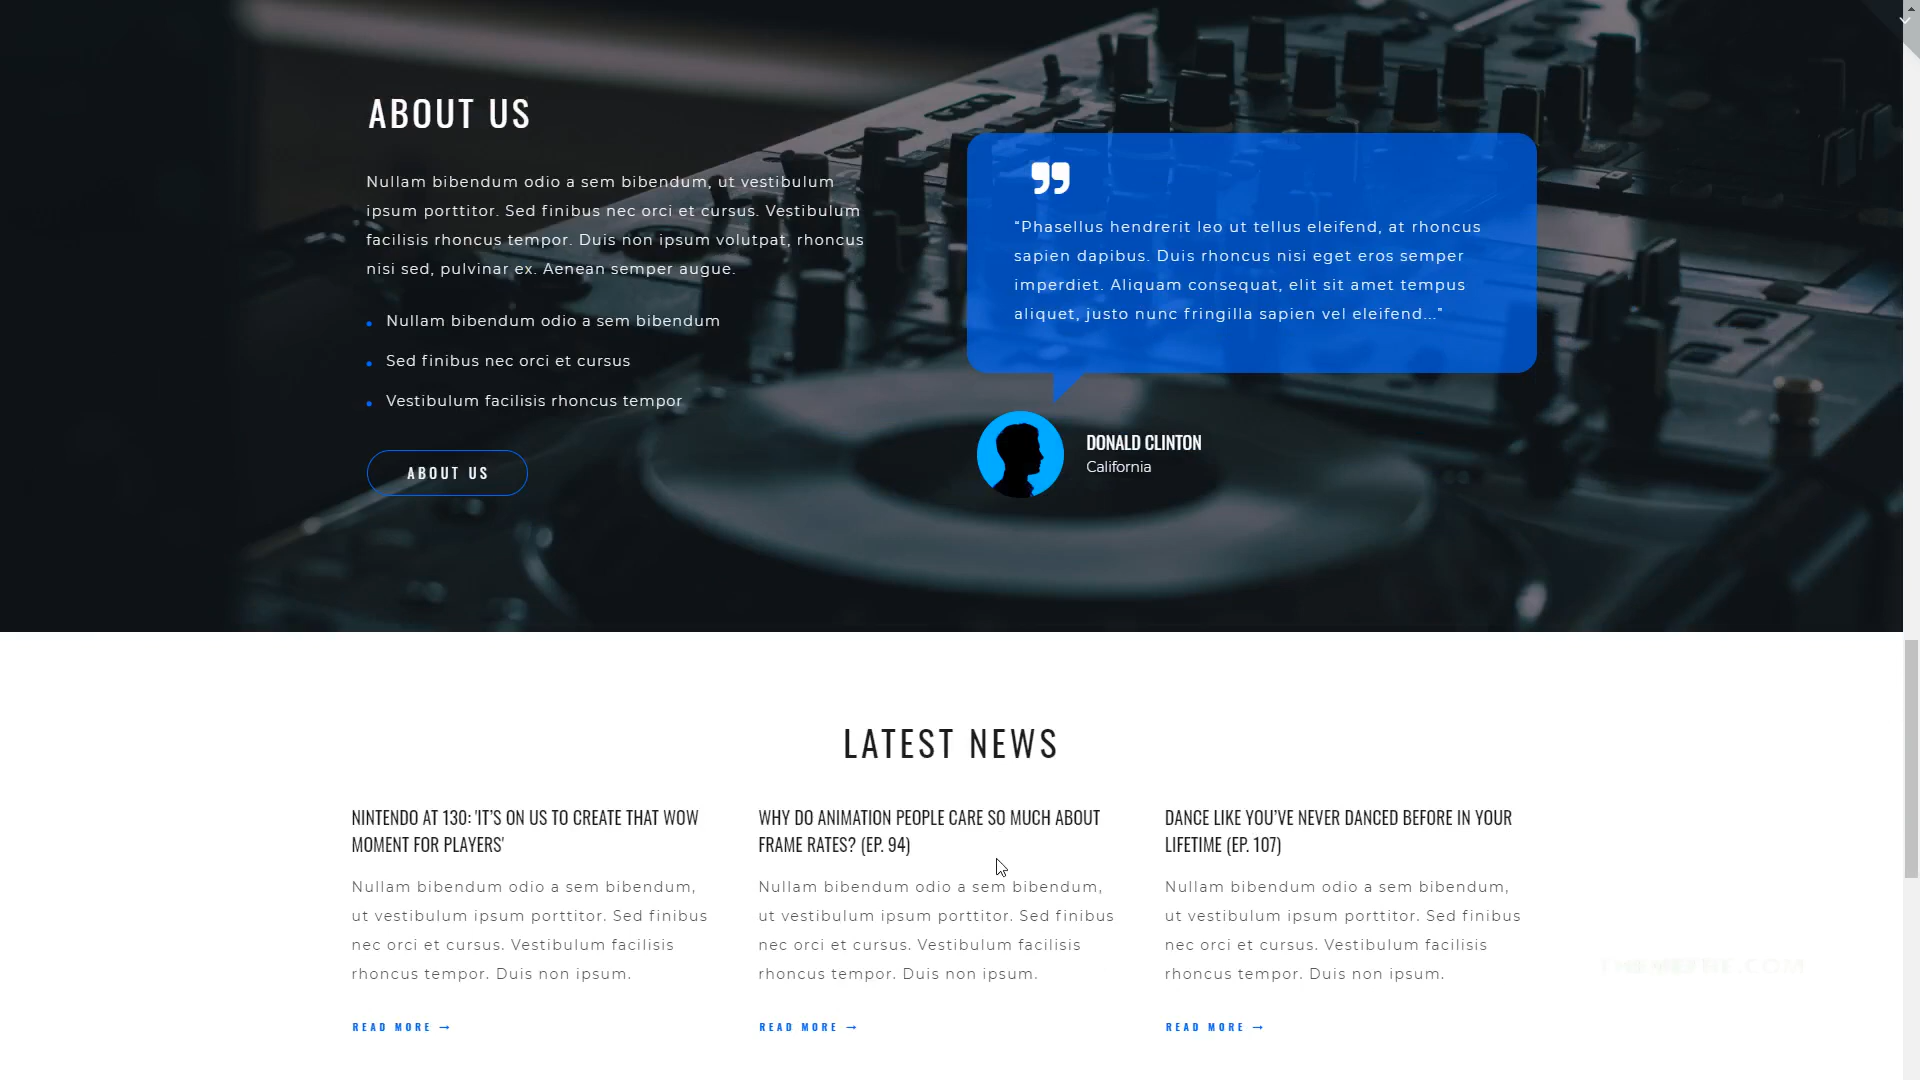 ABOUT US
Nullam bibendum odio a sem bibendum, ut vestibulum
ipsum porttitor. Sed finibus nec orci et cursus. Vestibulum
facilisis rhoncus tempor. Duis non ipsum volutpat, rhoncus
nisi sed, pulvinar ex. Aenean semper augue.
Nullam bibendum odio a sem bibendum
Sed finibus nec orci et cursus
Vestibulum facilisis rhoncus tempor
ABOUT US
“Phasellus hendrerit leo ut tellus eleifend, at rhoncus
sapien dapibus. Duis rhoncus nisi eget eros semper
imperdiet. Aliquam consequat, elit sit amet tempus
aliquet, justo nunc fringilla sapien vel eleifend..."
DONALD CLINTON
California
LATEST NEWS
NINTENDO AT 130: 'IT’S ON US TO CREATE THAT WOW
MOMENT FOR PLAYERS'
Nullam bibendum odio a sem bibendum,
ut vestibulum ipsum porttitor. Sed finibus
nec orci et cursus. Vestibulum facilisis
rhoncus tempor. Duis non ipsum.
READ MORE →
WHY DO ANIMATION PEOPLE CARE SO MUCH ABOUT
FRAME RATES? (EP. 94)
Nullam bibendum odio a sem bibendum,
ut vestibulum ipsum porttitor. Sed finibus
nec orci et cursus. Vestibulum facilisis
rhoncus tempor. Duis non ipsum.
READ MORE →
DANCE LIKE YOU’VE NEVER DANCED BEFORE IN YOUR
LIFETIME (EP. 107)
Nullam bibendum odio a sem bibendum,
ut vestibulum ipsum porttitor. Sed finibus
nec orci et cursus. Vestibulum facilisis
rhoncus tempor. Duis non ipsum.
READ MORE →